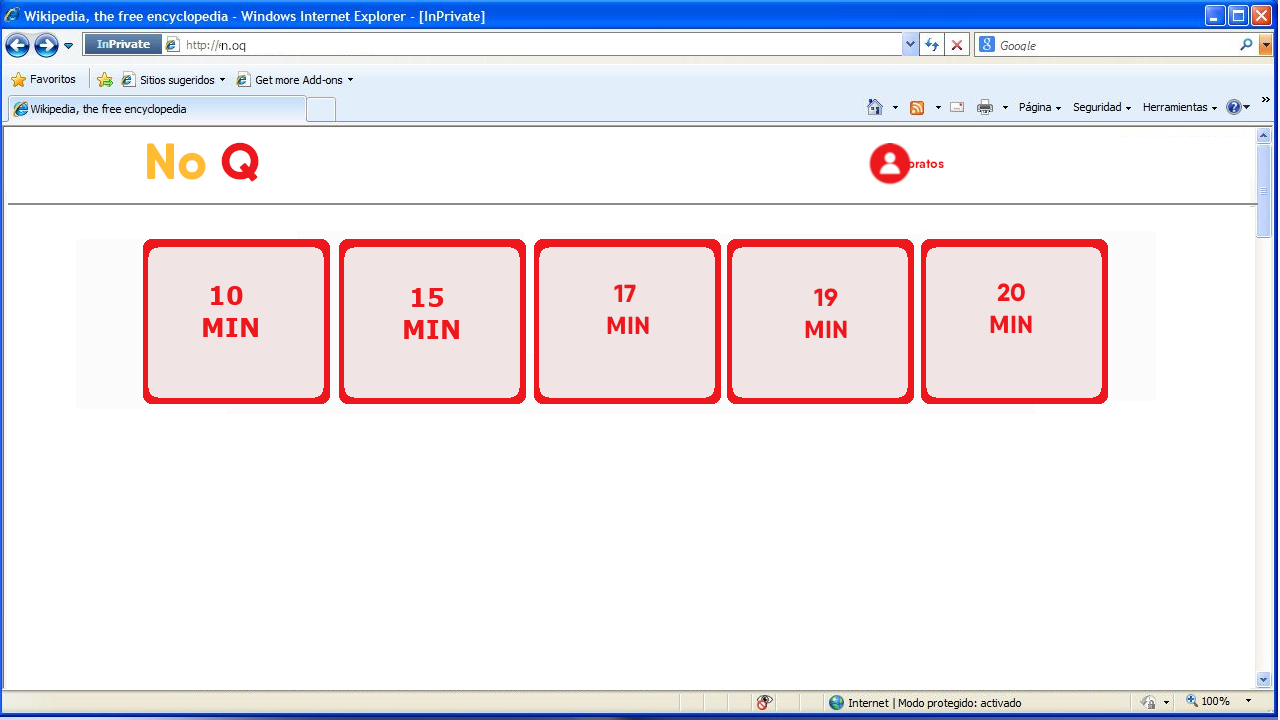 Wikipedia, the free encyclopedia - Windows Internet Explorer - [InPrivate]
InPrivate http://n.oq Google
Favoritos Sitios sugeridos Get more Add-ons
Wikipedia, the free encyclopedia Página Seguridad Herramientas
No Q
pratos
10
MIN
15
MIN
17
MIN
19
MIN
20
MIN
Internet | Modo protegido: activado 100%